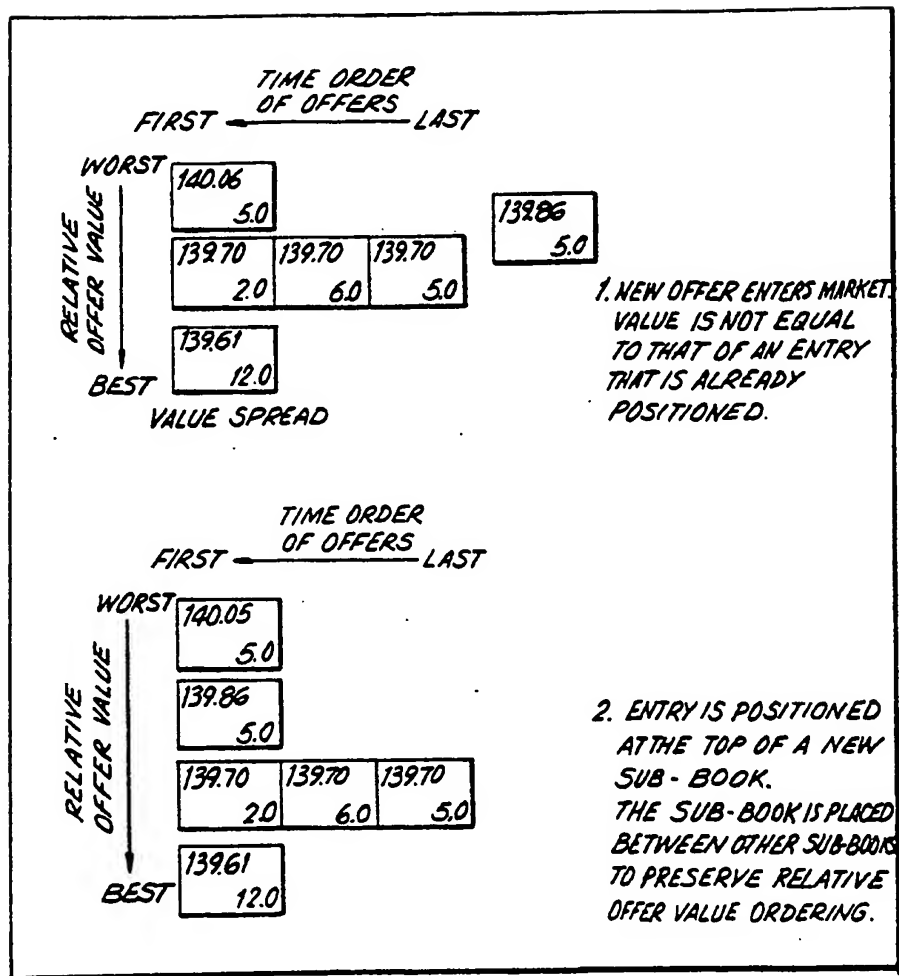 TIME ORDER
OF OFFERS
FIRST LAST
WORST
RELATIVE
OFFER VALUE
140.06
5.0
139.86
5.0
139.70 139.70 139.70
2.0 6.0 5.0
139.61
12.0
BEST
VALUE SPREAD
1. NEW OFFER ENTERS MARKET.
VALUE IS NOT EQUAL
TO THAT OF AN ENTRY
THAT IS ALREADY
POSITIONED.
TIME ORDER
OF OFFERS
FIRST LAST
WORST
RELATIVE
OFFER VALUE
140.05
5.0
139.86
5.0
139.70 139.70 139.70
2.0 6.0 5.0
139.61
12.0
BEST
2. ENTRY IS POSITIONED
AT THE TOP OF A NEW
SUB-BOOK.
THE SUB-BOOK IS PLACED
BETWEEN OTHER SUB-BOOKS
TO PRESERVE RELATIVE
OFFER VALUE ORDERING.